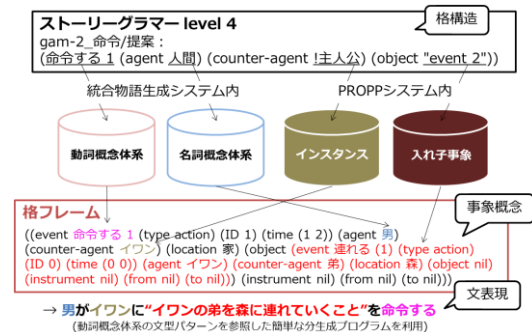 ストーリーグラマー level 4
格構造
gam-2_命令/提案：
(命令する 1 (agent 人間) (counter-agent !主人公) (object "event 2"))
統合物語生成システム内
PROPPシステム内
動詞概念体系
名詞概念体系
インスタンス
入れ子事象
格フレーム
事象概念
((event 命令する 1 (type action) (ID 1) (time (1 2)) (agent 男)
(counter-agent イワン) (location 家) (object (event 連れる (1) (type action)
(ID 0) (time (0 0)) (agent イワン) (counter-agent 弟) (location 森) (object nil)
(instrument nil) (from nil) (to nil))) (instrument nil) (from nil) (to nil)))
文表現
→ 男がイワンに“イワンの弟を森に連れていくこと”を命令する
(動詞概念体系の文型パターンを参照した簡単な分生成プログラムを利用)